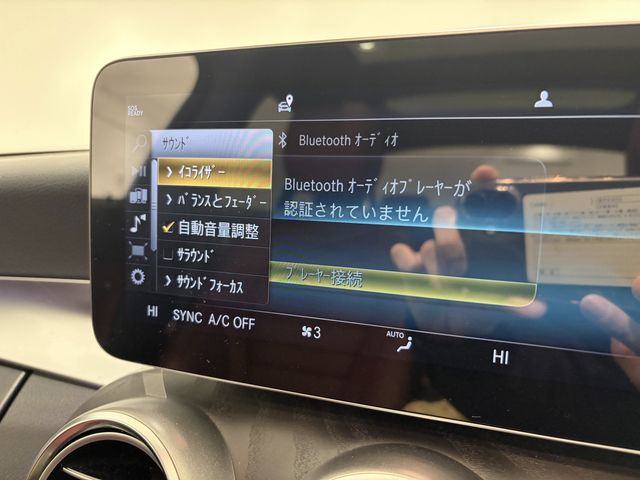 SOS
READY
サウンド
Bluetooth オーディオ
イコライザー
バランスとフェーダー
自動音量調整
サラウンド
サウンドフォーカス
Bluetooth オーディオプレーヤーが
認証されていません
プレーヤー接続
HI SYNC A/C OFF 3 AUTO HI